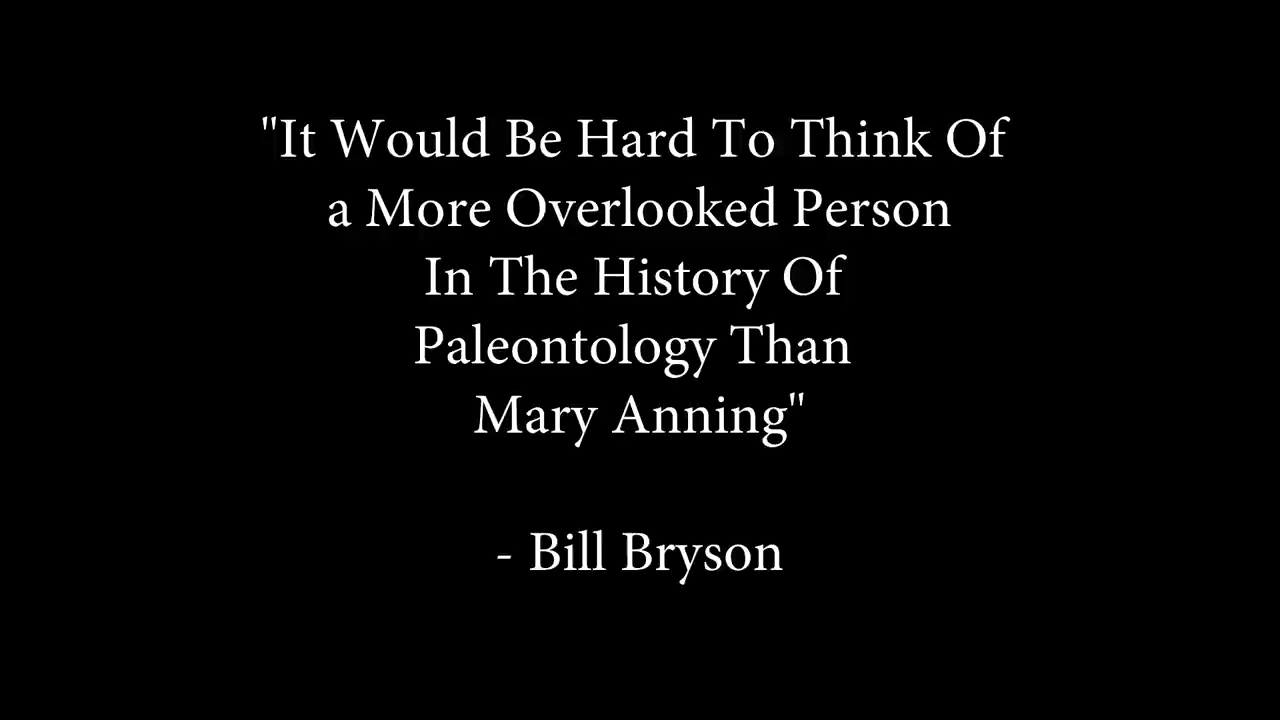 "It Would Be Hard To Think Of
a More Overlooked Person
In The History Of
Paleontology Than
Mary Anning"
- Bill Bryson